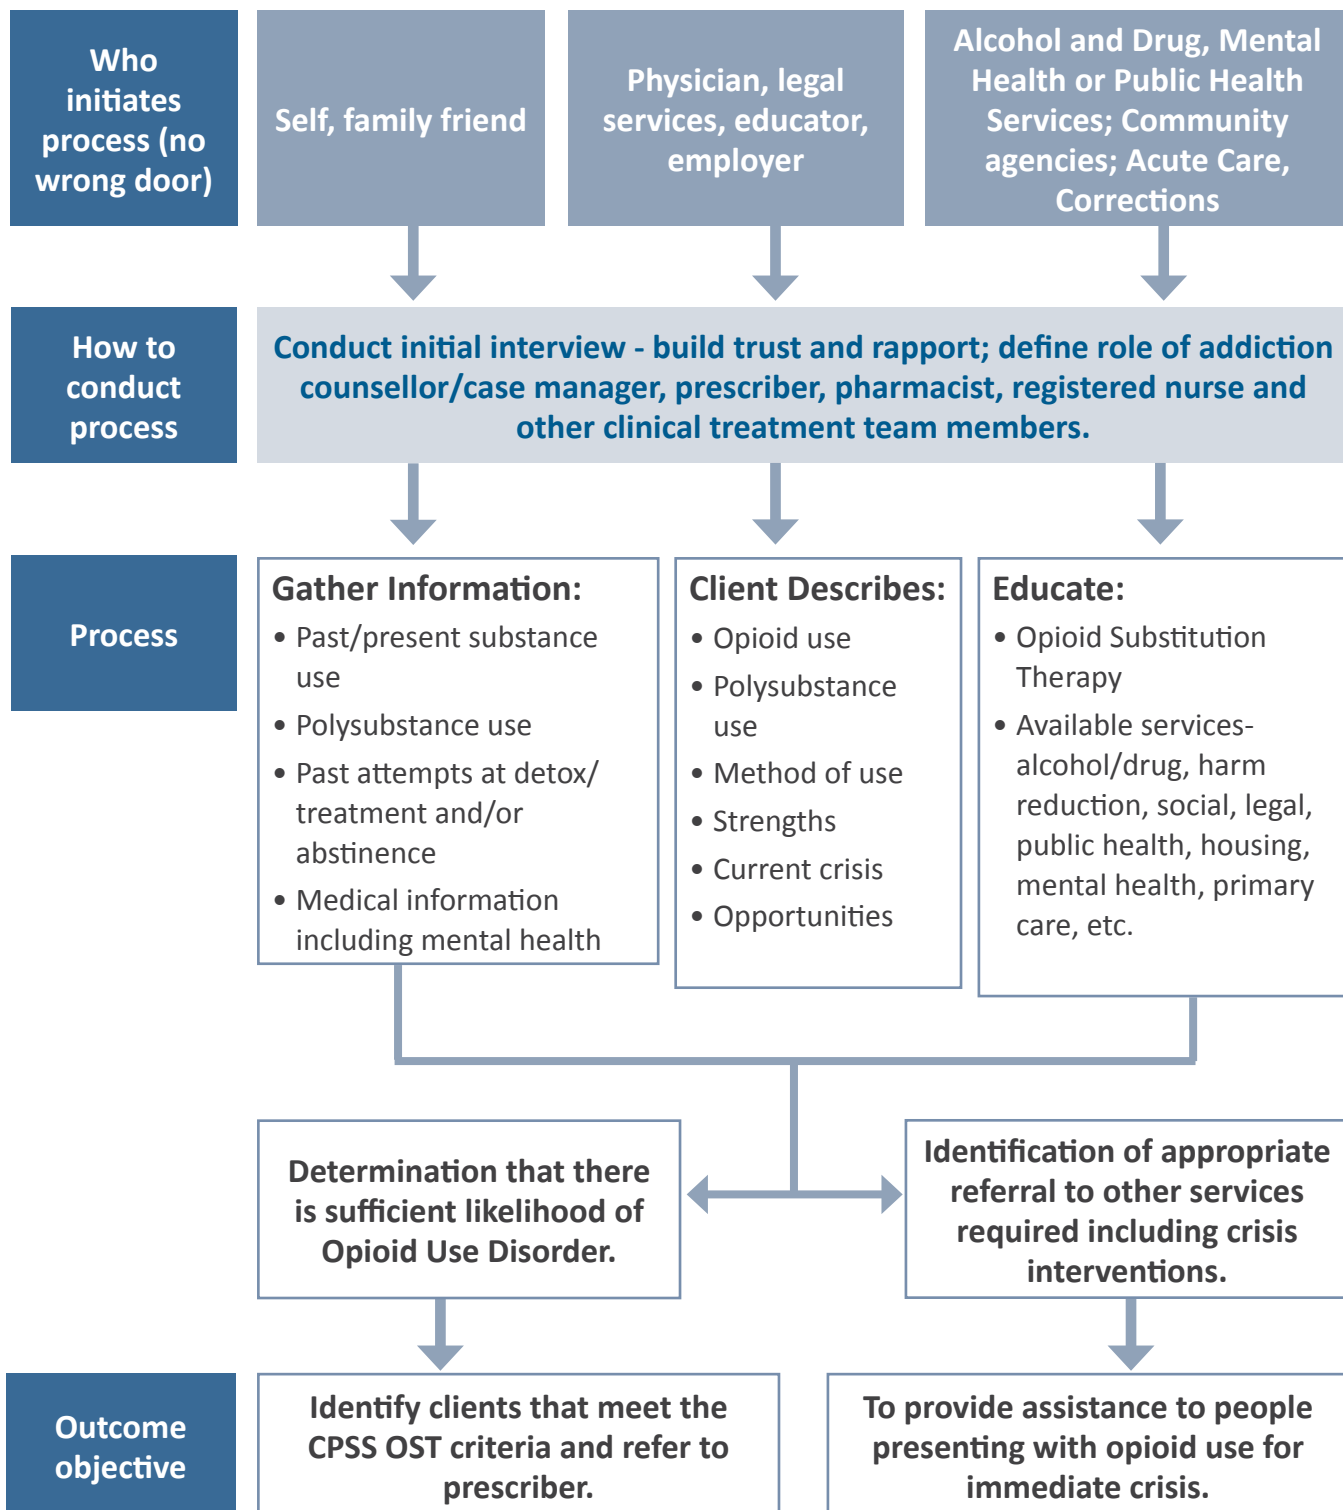 Who
initiates
process (no
wrong door)
Self, family friend
Physician, legal
services, educator,
employer
Alcohol and Drug, Mental
Health or Public Health
Services; Community
agencies; Acute Care,
Corrections
How to
conduct
process
Conduct initial interview - build trust and rapport; define role of addiction
counsellor/case manager, prescriber, pharmacist, registered nurse and
other clinical treatment team members.
Process
Gather Information:
• Past/present substance
use
• Polysubstance use
• Past attempts at detox/
treatment and/or
abstinence
• Medical information
including mental health
Client Describes:
• Opioid use
• Polysubstance
use
• Method of use
• Strengths
• Current crisis
• Opportunities
Educate:
• Opioid Substitution
Therapy
• Available services-
alcohol/drug, harm
reduction, social, legal,
public health, housing,
mental health, primary
care, etc.
Determination that there
is sufficient likelihood of
Opioid Use Disorder.
Identification of appropriate
referral to other services
required including crisis
interventions.
Outcome
objective
Identify clients that meet the
CPSS OST criteria and refer to
prescriber.
To provide assistance to people
presenting with opioid use for
immediate crisis.